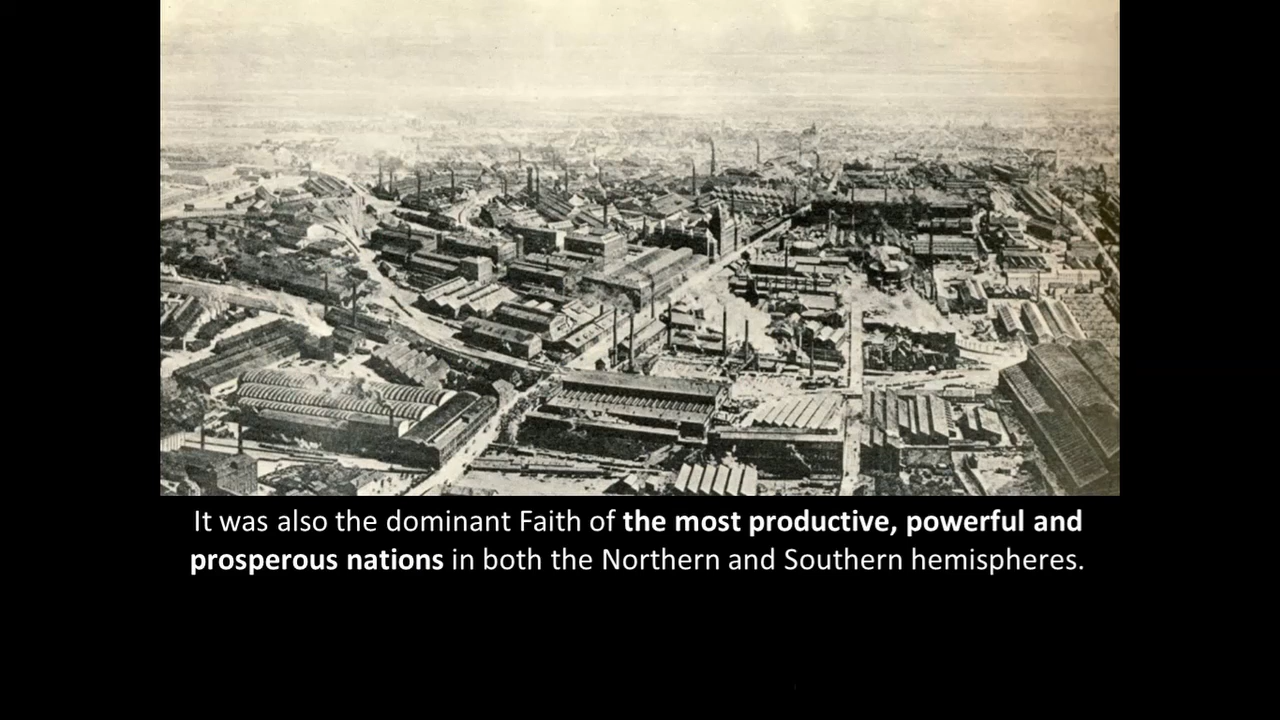 It was also the dominant Faith of the most productive, powerful and
prosperous nations in both the Northern and Southern hemispheres.